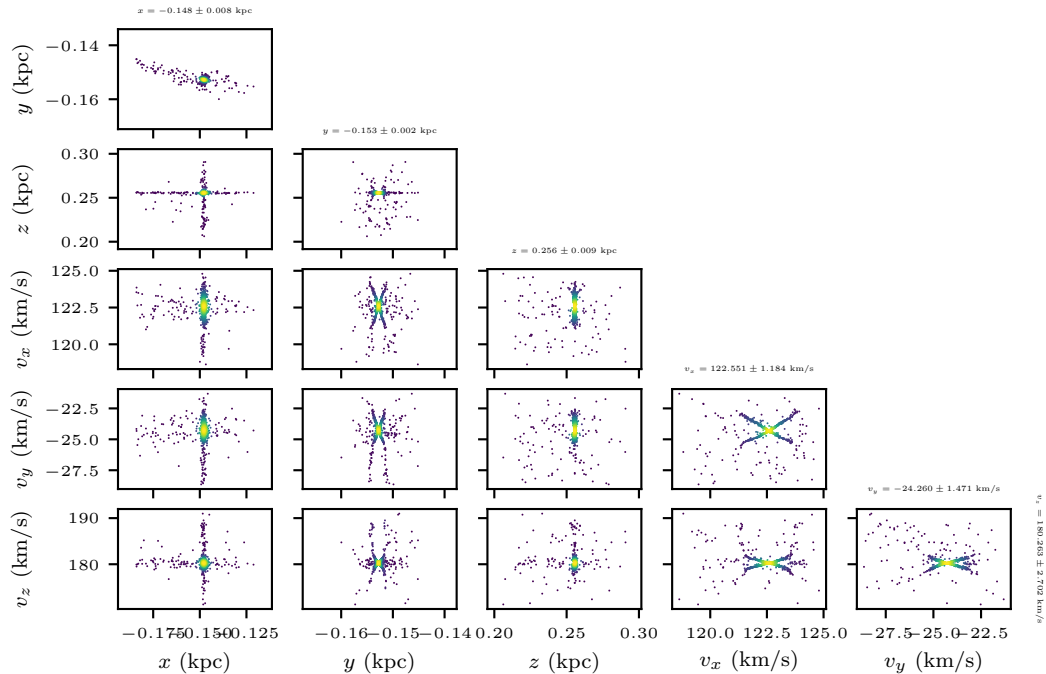 x = −0.148 ± 0.008 kpc
y (kpc)
−0.14
−0.16
y = −0.153 ± 0.002 kpc
z (kpc)
0.30
0.25
0.20
z = 0.256 ± 0.009 kpc
v_x (km/s)
125.0
122.5
120.0
v_x = 122.551 ± 1.184 km/s
v_y (km/s)
−22.5
−25.0
−27.5
v_y = −24.260 ± 1.471 km/s
v_z (km/s)
190
180
v_z = 180.263 ± 2.702 km/s
−0.175 −0.150 −0.125 −0.16 −0.15 −0.14 0.20 0.25 0.30 120.0 122.5 125.0 −27.5 −25.0 −22.5
x (kpc) y (kpc) z (kpc) v_x (km/s) v_y (km/s)